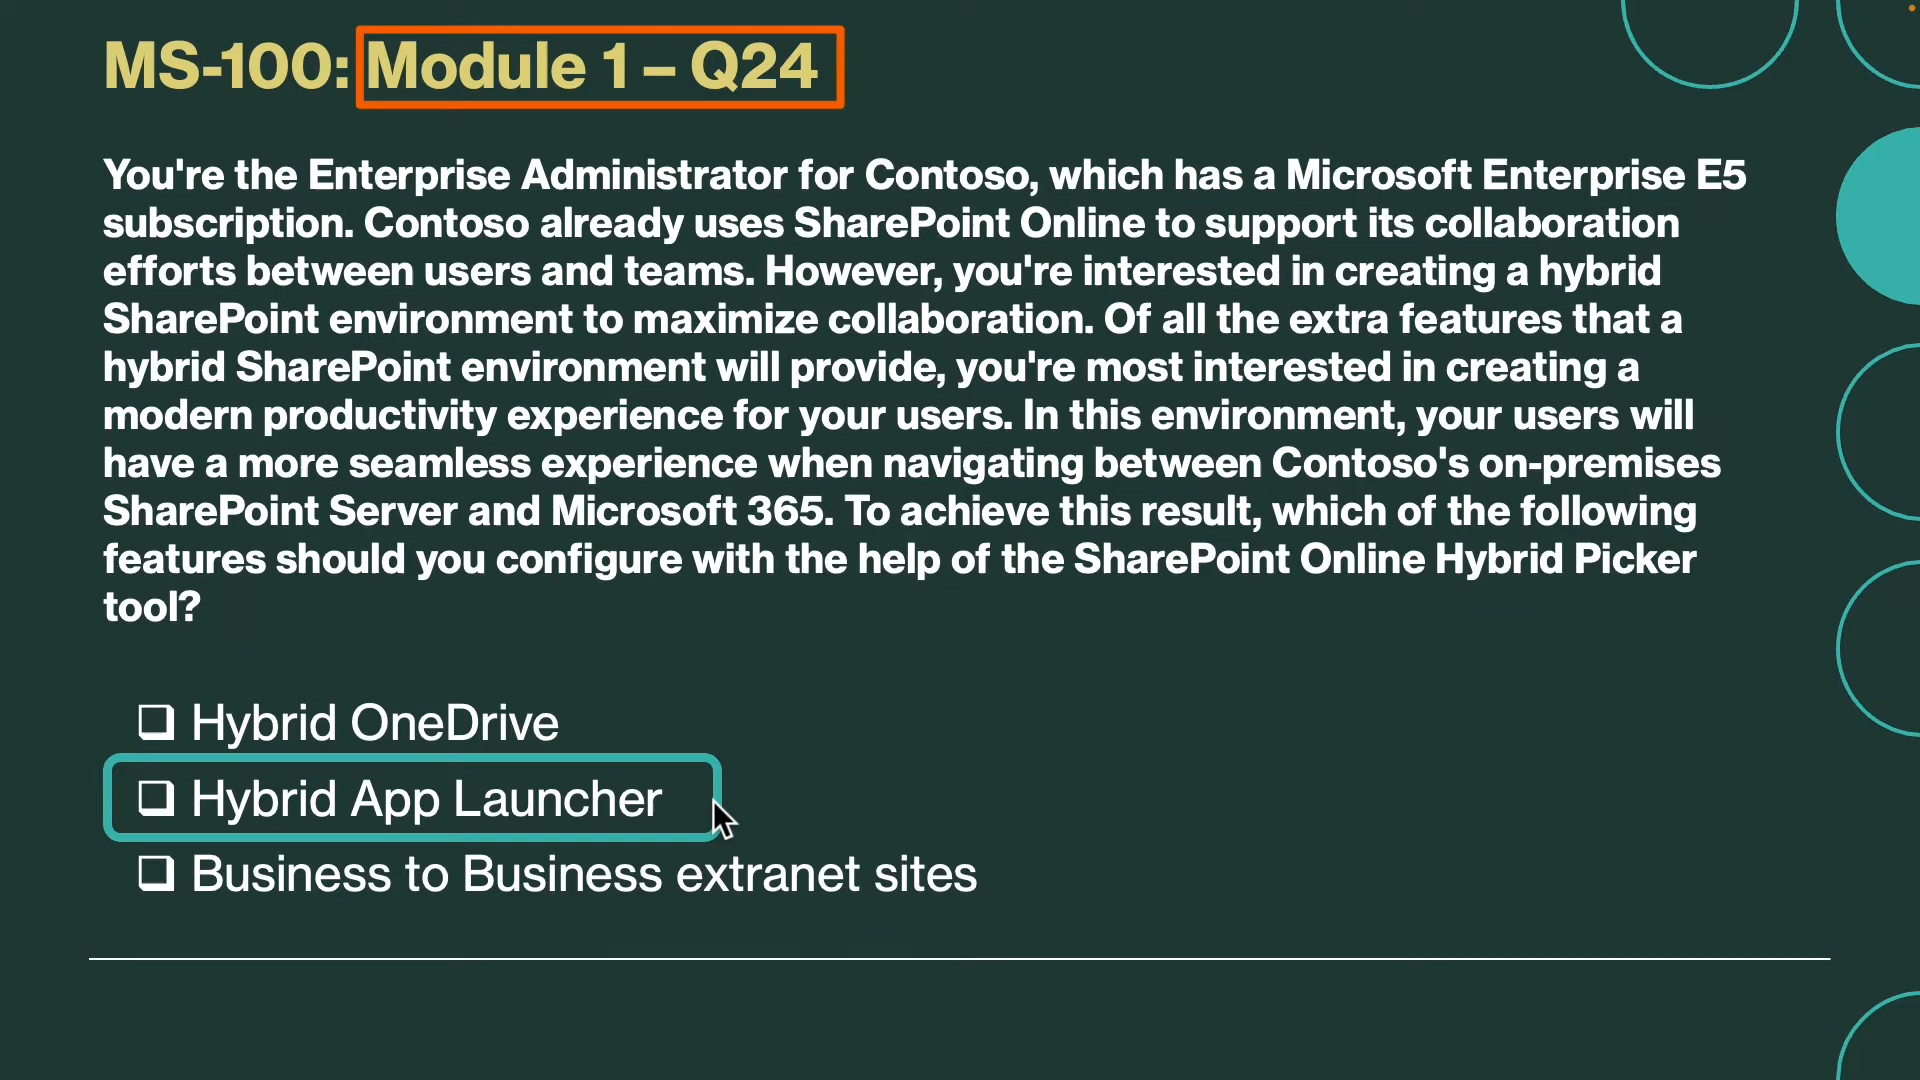 MS-100: Module 1 – Q24
You're the Enterprise Administrator for Contoso, which has a Microsoft Enterprise E5
subscription. Contoso already uses SharePoint Online to support its collaboration
efforts between users and teams. However, you're interested in creating a hybrid
SharePoint environment to maximize collaboration. Of all the extra features that a
hybrid SharePoint environment will provide, you're most interested in creating a
modern productivity experience for your users. In this environment, your users will
have a more seamless experience when navigating between Contoso's on-premises
SharePoint Server and Microsoft 365. To achieve this result, which of the following
features should you configure with the help of the SharePoint Online Hybrid Picker
tool?
❑ Hybrid OneDrive
❑ Hybrid App Launcher
❑ Business to Business extranet sites